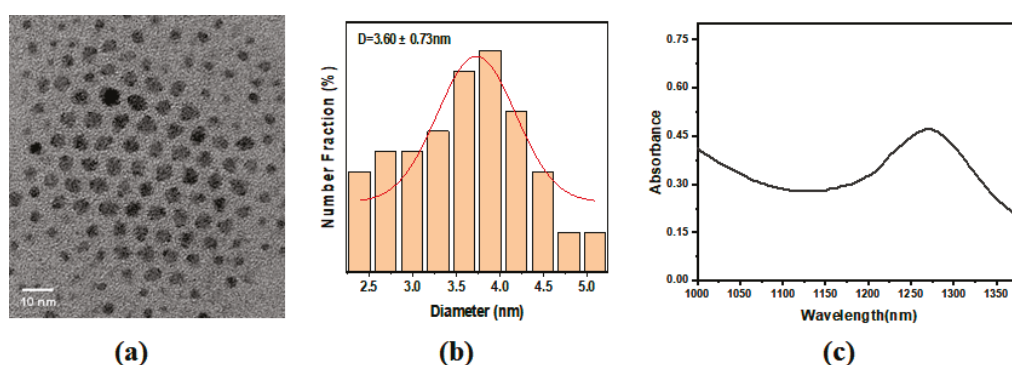 10 nm
(a)
D=3.60 ± 0.73nm
Number Fraction (%)
2.5 3.0 3.5 4.0 4.5 5.0
Diameter (nm)
(b)
0.75
0.60
0.45
0.30
0.15
0.00
Absorbance
1000 1050 1100 1150 1200 1250 1300 1350
Wavelength(nm)
(c)